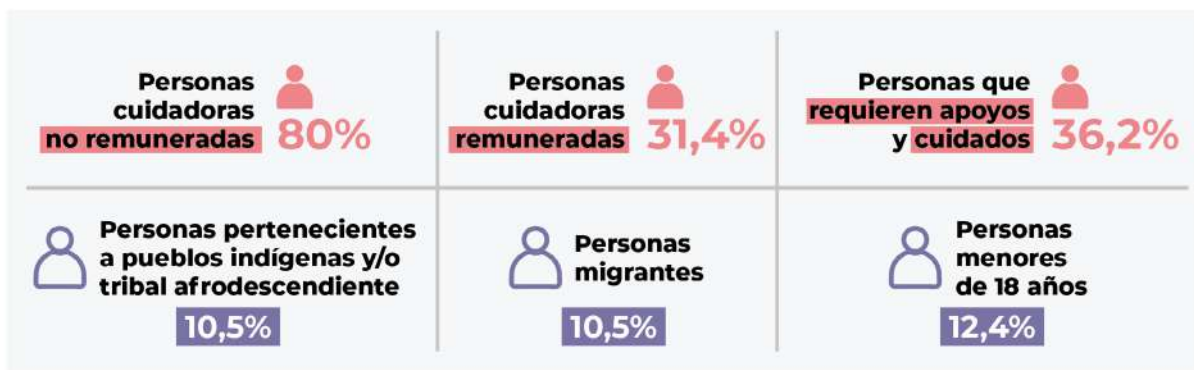 Personas
cuidadoras
no remuneradas 80%
Personas
cuidadoras
remuneradas 31,4%
Personas que
requieren apoyos
y cuidados 36,2%
Personas pertenecientes
a pueblos indígenas y/o
tribal afrodescendiente
10,5%
Personas
migrantes
10,5%
Personas
menores
de 18 años
12,4%